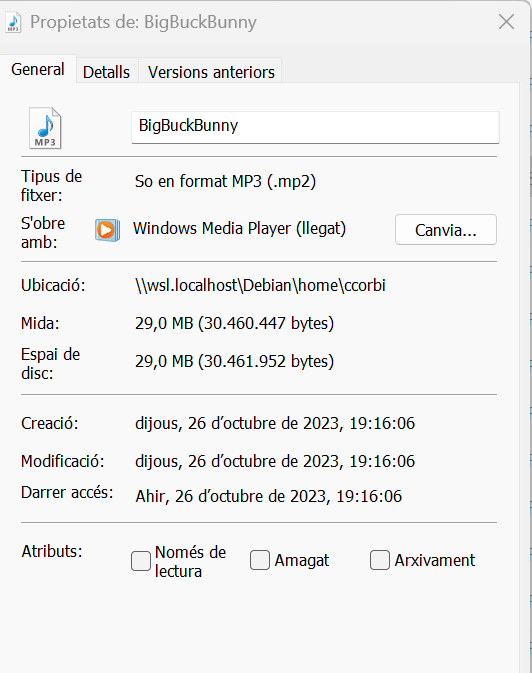 Propietats de: BigBuckBunny
General
Detalls
Versions anteriors
MP3
BigBuckBunny
Tipus de
fitxer:
So en format MP3 (.mp2)
S'obre
amb:
Windows Media Player (llegat)
Canvia...
Ubicació:
\\wsl.localhost\Debian\home\ccorbi
Mida:
29,0 MB (30.460.447 bytes)
Espai de
disc:
29,0 MB (30.461.952 bytes)
Creació:
dijous, 26 d’octubre de 2023, 19:16:06
Modificació:
dijous, 26 d’octubre de 2023, 19:16:06
Darrer accés:
Ahir, 26 d’octubre de 2023, 19:16:06
Atributs:
Només de
lectura
Amagat
Arxivament